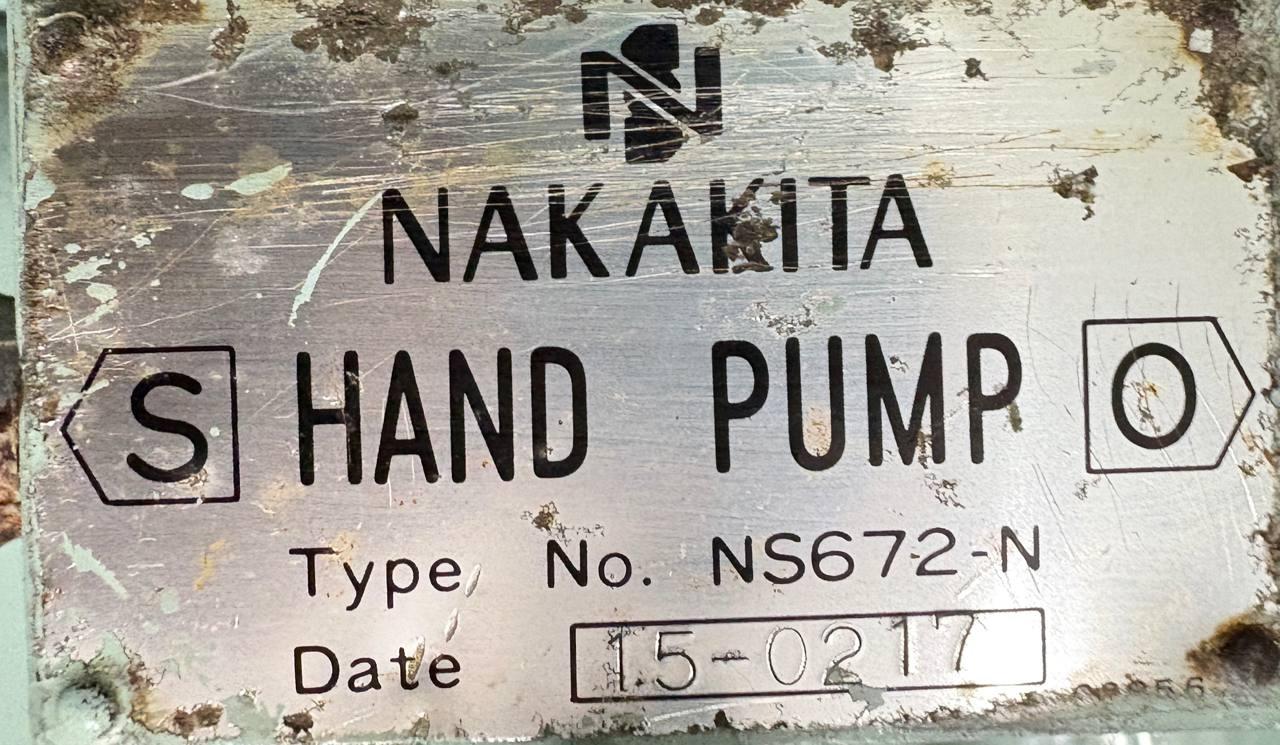 NAKAKITA
S HAND PUMP O
Type No. NS672-N
Date 15-0217